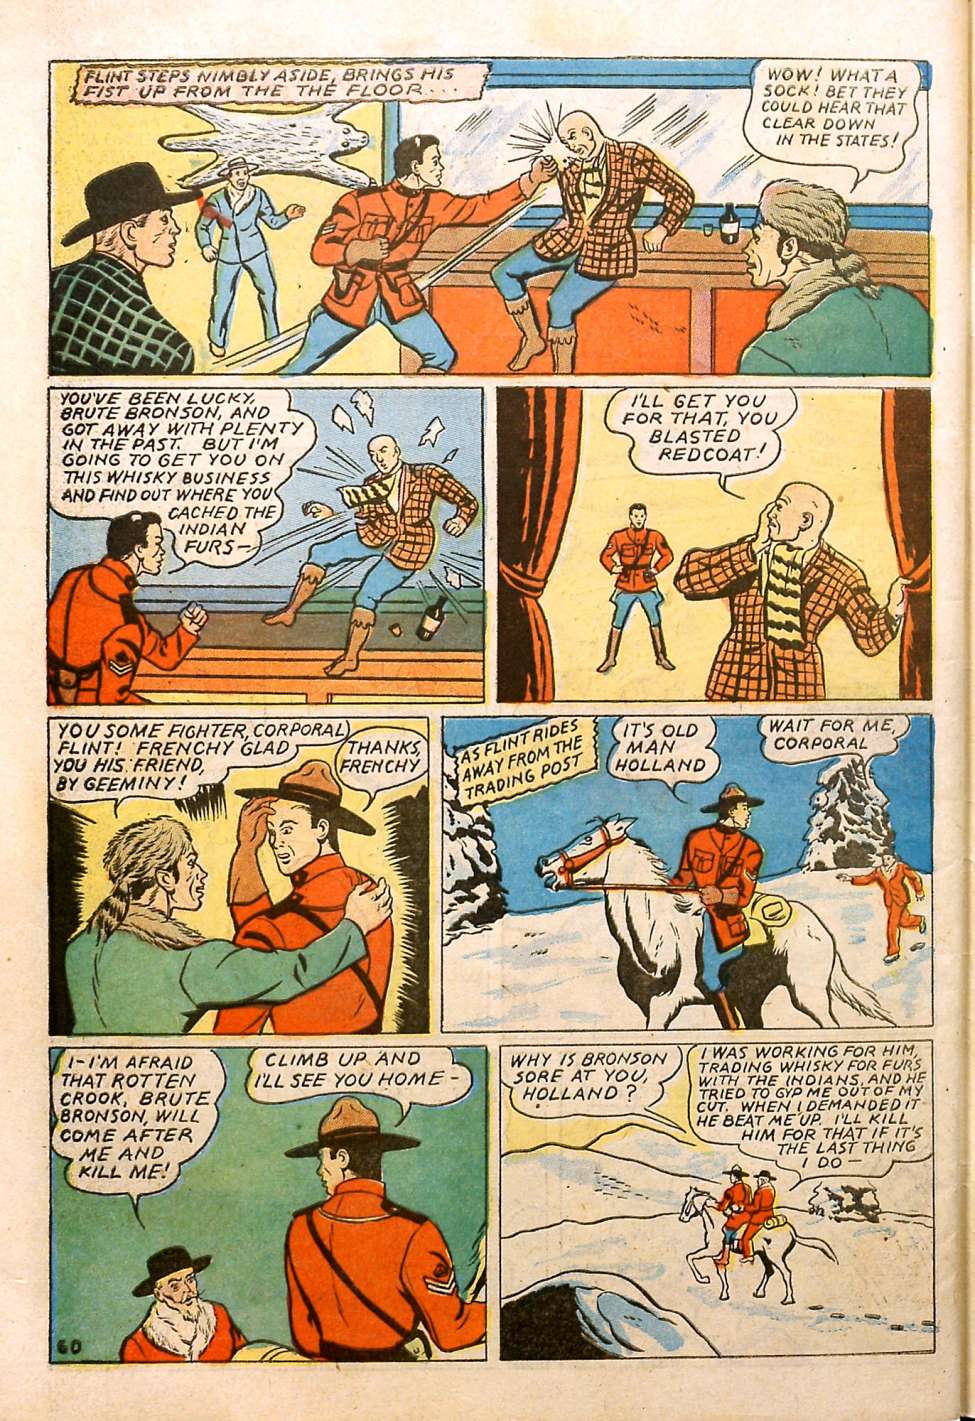 FLINT STEPS NIMBLY ASIDE, BRINGS HIS
FIST UP FROM THE THE FLOOR...
WOW! WHAT A
SOCK! BET THEY
COULD HEAR THAT
CLEAR DOWN
IN THE STATES!
YOU'VE BEEN LUCKY,
BRUTE BRONSON, AND
GOT AWAY WITH PLENTY
IN THE PAST. BUT I'M
GOING TO GET YOU ON
THIS WHISKY BUSINESS
AND FIND OUT WHERE YOU
CACHED THE
INDIAN
FURS—
I'LL GET YOU
FOR THAT, YOU
BLASTED
REDCOAT!
YOU SOME FIGHTER, CORPORAL
FLINT! FRENCHY GLAD
YOU HIS FRIEND,
BY GEEMINY!
THANKS,
FRENCHY
AS FLINT RIDES
AWAY FROM THE
TRADING POST
IT'S OLD
MAN
HOLLAND
WAIT FOR ME,
CORPORAL
I-I'M AFRAID
THAT ROTTEN
CROOK, BRUTE
BRONSON, WILL
COME AFTER
ME AND
KILL ME!
CLIMB UP AND
I'LL SEE YOU HOME-
60
WHY IS BRONSON
SORE AT YOU,
HOLLAND?
I WAS WORKING FOR HIM,
TRADING WHISKY FOR FURS
WITH THE INDIANS, AND HE
TRIED TO GYP ME OUT OF MY
CUT. WHEN I DEMANDED IT
HE BEAT ME UP. I'LL KILL
HIM FOR THAT IF IT'S
THE LAST THING
I DO—